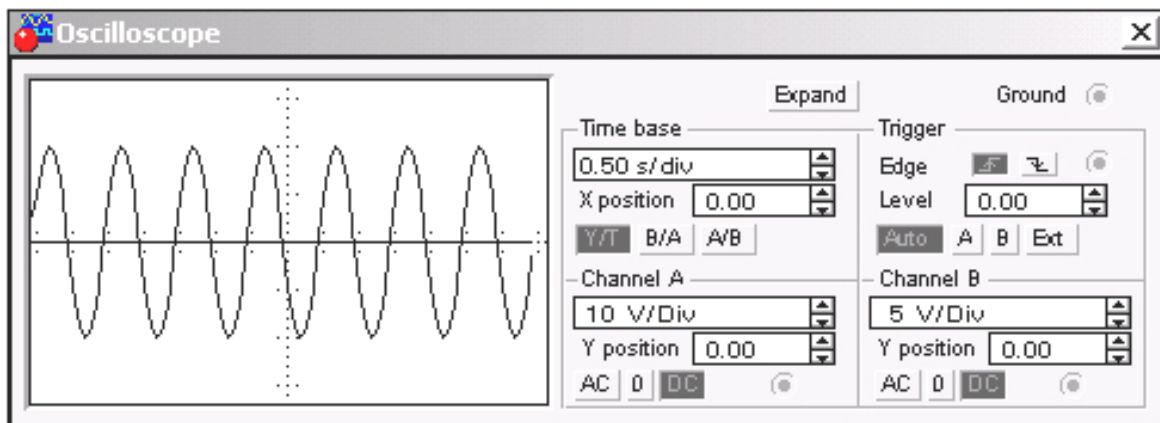 Oscilloscope
Expand Ground
Time base
0.50 s/div
X position 0.00
Y/T B/A A/B
Trigger
Edge
Level 0.00
Auto A B Ext
Channel A
10 V/Div
Y position 0.00
AC 0 DC
Channel B
5 V/Div
Y position 0.00
AC 0 DC